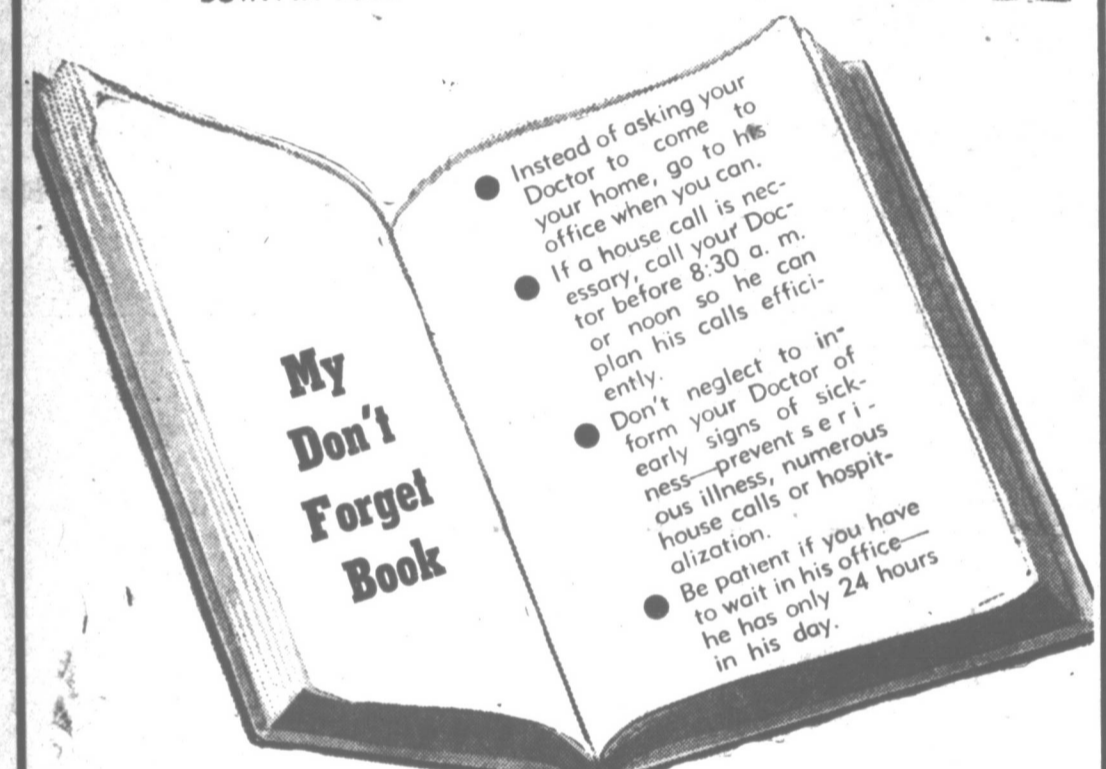 My
Don't
Forget
Book
● Instead of asking your
Doctor to come to
your home, go to his
office when you can.
● If a house call is nec-
essary, call your Doc-
tor before 8:30 a. m.
or noon so he can
plan his calls effici-
ently.
● Don't neglect to in-
form your Doctor of
early signs of sick-
ness—prevent s e r i -
ous illness, numerous
house calls or hospit-
alization.
● Be patient if you have
to wait in his office—
he has only 24 hours
in his day.